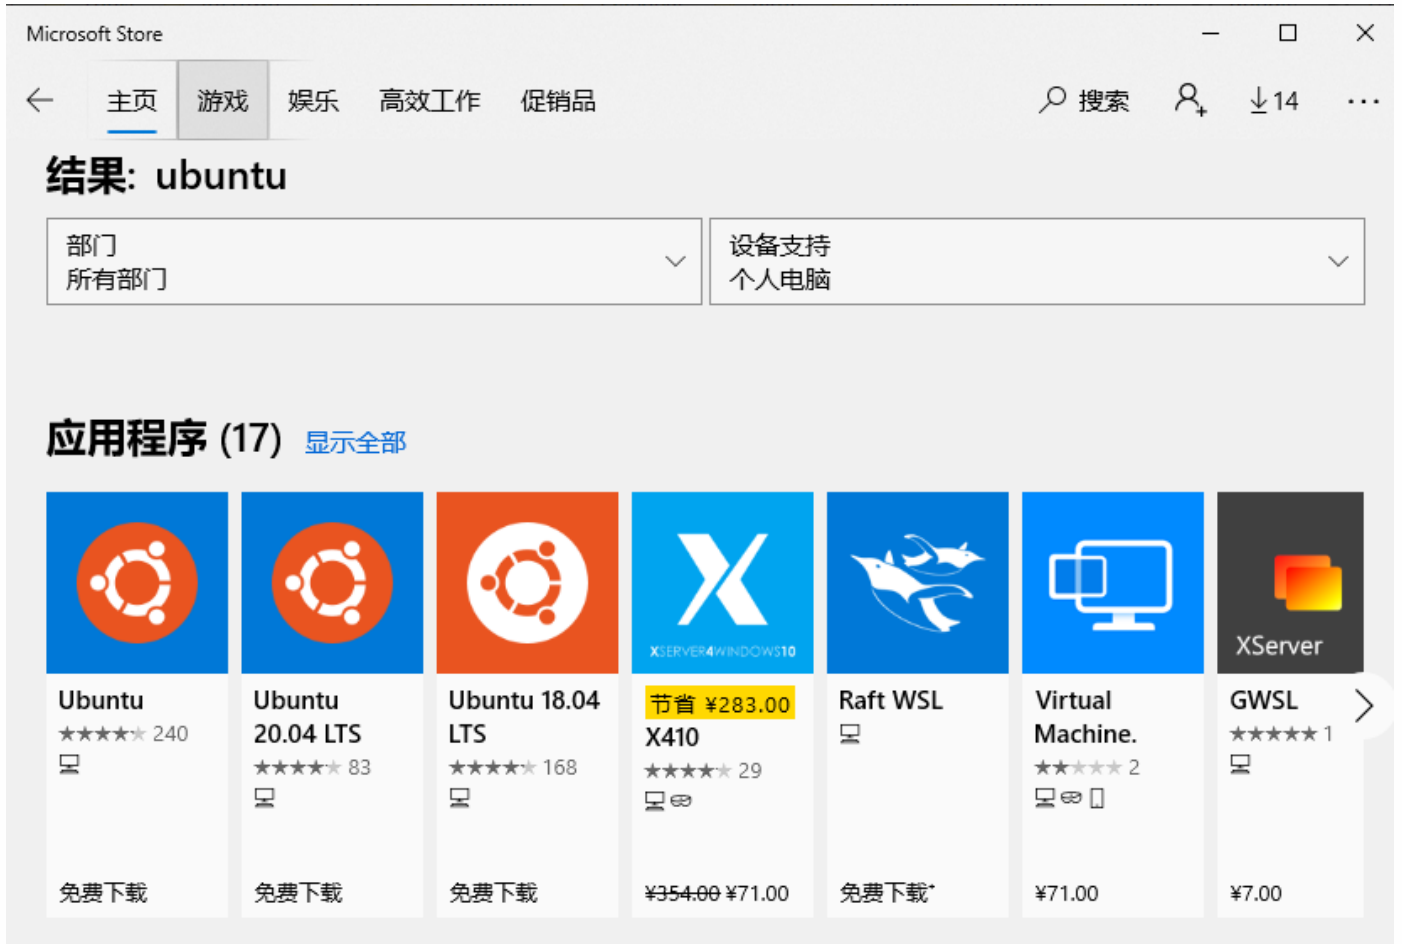 Microsoft Store
主页 游戏 娱乐 高效工作 促销品 搜索 14
结果: ubuntu
部门
所有部门
设备支持
个人电脑
应用程序 (17) 显示全部
XSERVER4WINDOWS10
XServer
Ubuntu
240
免费下载
Ubuntu
20.04 LTS
83
免费下载
Ubuntu 18.04
LTS
168
免费下载
节省 ¥283.00
X410
29
¥354.00 ¥71.00
Raft WSL
免费下载+
Virtual
Machine.
2
¥71.00
GWSL
1
¥7.00